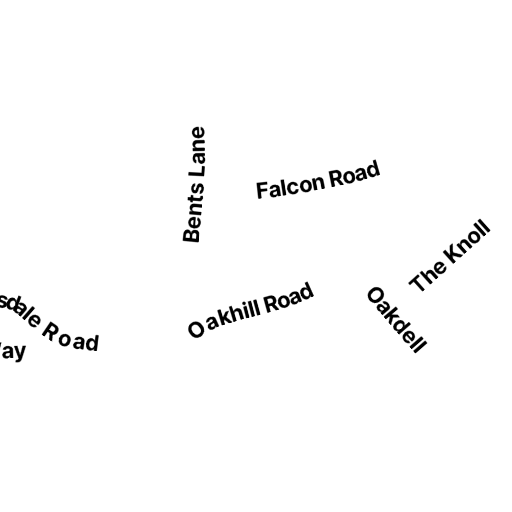 Bents Lane
Falcon Road
The Knoll
Oakhill Road
Oakdell
Road